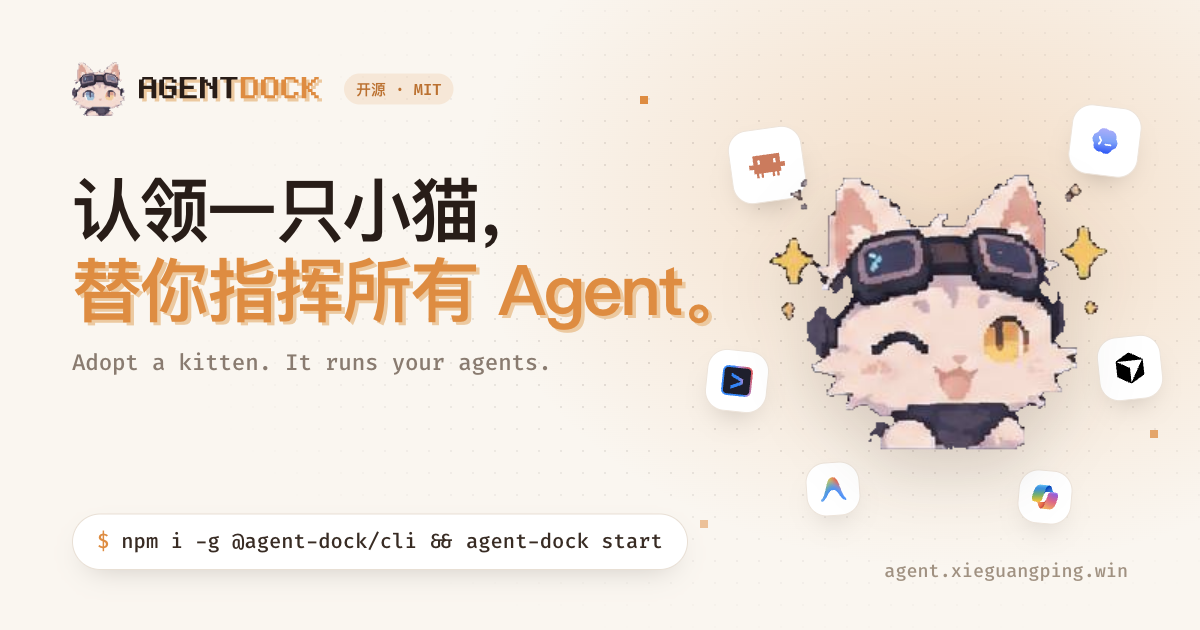 AGENTDOCK 开源 · MIT
认领一只小猫，
替你指挥所有 Agent。
Adopt a kitten. It runs your agents.
$ npm i -g @agent-dock/cli && agent-dock start
agent.xieguangping.win